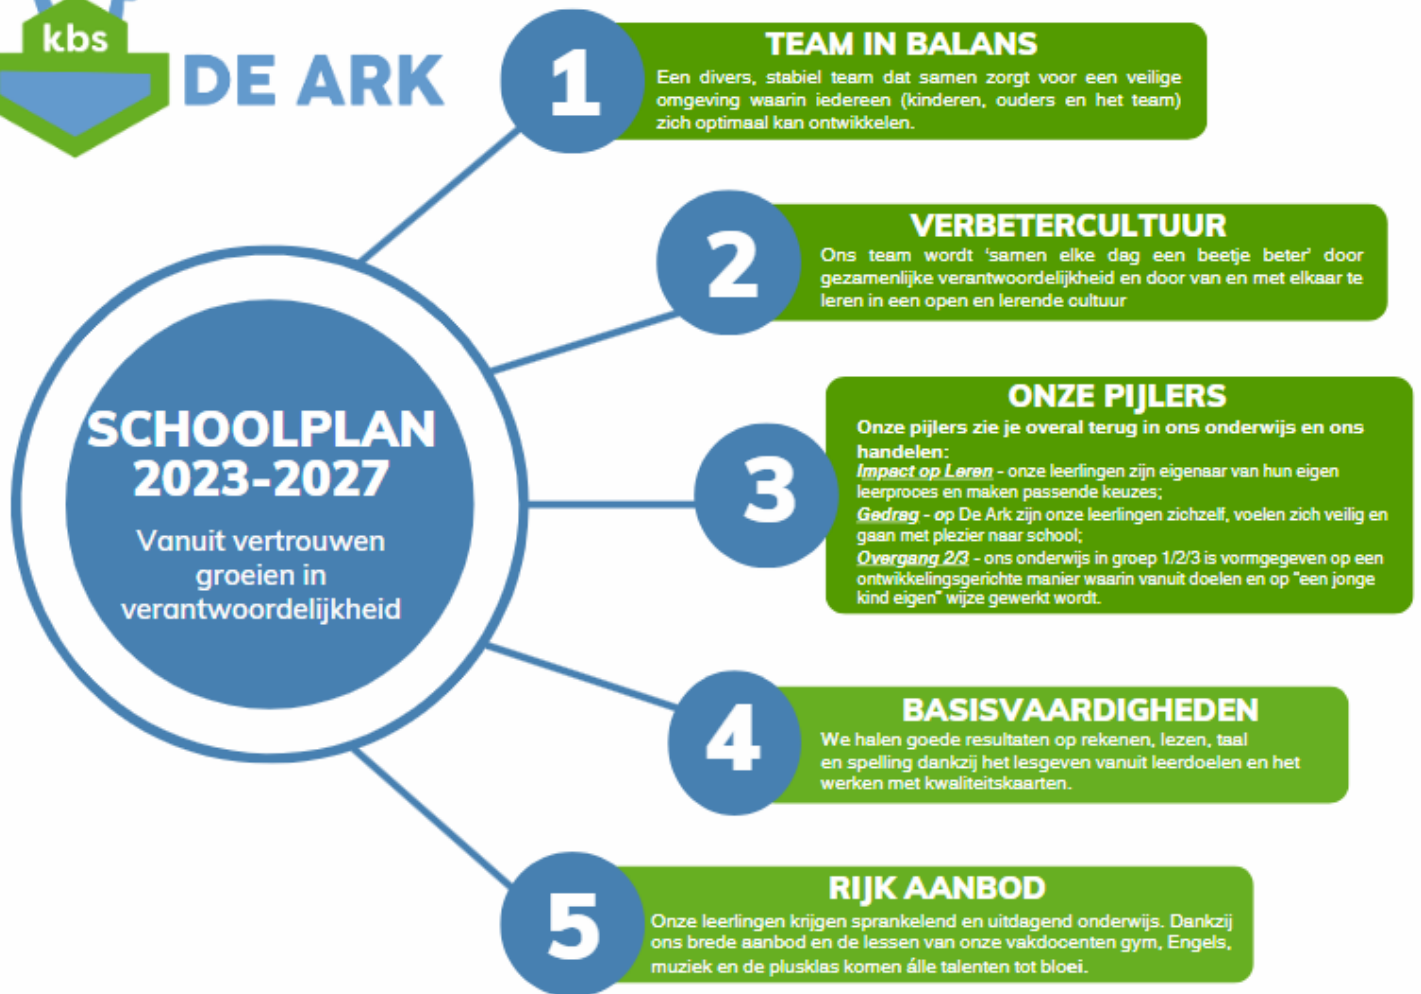 kbs
DE ARK
1
TEAM IN BALANS
Een divers, stabiel team dat samen zorgt voor een veilige
omgeving waarin iedereen (kinderen, ouders en het team)
zich optimaal kan ontwikkelen.
2
VERBETERCULTUUR
Ons team wordt ‘samen elke dag een beetje beter’ door
gezamenlijke verantwoordelijkheid en door van en met elkaar te
leren in een open en lerende cultuur
SCHOOLPLAN
2023-2027
Vanuit vertrouwen
groeien in
verantwoordelijkheid
3
ONZE PIJLERS
Onze pijlers zie je overal terug in ons onderwijs en ons
handelen:
Impact op Leren - onze leerlingen zijn eigenaar van hun eigen
leerproces en maken passende keuzes;
Gedrag - op De Ark zijn onze leerlingen zichzelf, voelen zich veilig en
gaan met plezier naar school;
Overgang 2/3 - ons onderwijs in groep 1/2/3 is vormgegeven op een
ontwikkelingsgerichte manier waarin vanuit doelen en op "een jonge
kind eigen" wijze gewerkt wordt.
4
BASISVAARDIGHEDEN
We halen goede resultaten op rekenen, lezen, taal
en spelling dankzij het lesgeven vanuit leerdoelen en het
werken met kwaliteitskaarten.
5
RIJK AANBOD
Onze leerlingen krijgen sprankelend en uitdagend onderwijs. Dankzij
ons brede aanbod en de lessen van onze vakdocenten gym, Engels,
muziek en de plusklas komen álle talenten tot bloei.